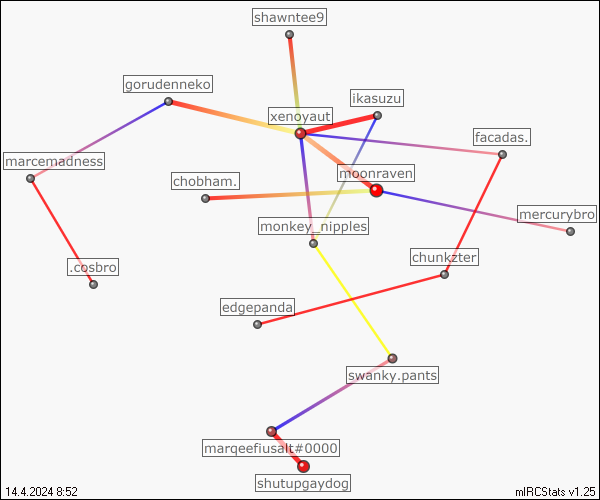 shawntee9
gorudenneko
ikasuzu
xenoyaut
facadas.
marcemadness
moonraven
chobham.
mercurybro
monkey_nipples
chunkzter
.cosbro
edgepanda
swanky.pants
marqeefiusalt#0000
shutupgaydog
14.4.2024 8:52
mIRCStats v1.25